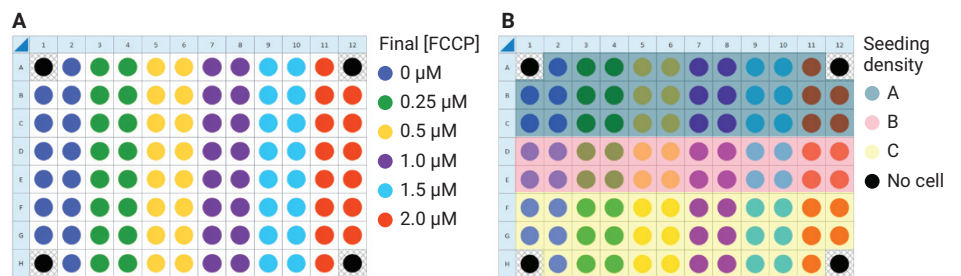 A
B
1 2 3 4 5 6 7 8 9 10 11 12
A
B
C
D
E
F
G
H
Final [FCCP]
0 µM
0.25 µM
0.5 µM
1.0 µM
1.5 µM
2.0 µM
1 2 3 4 5 6 7 8 9 10 11 12
A
B
C
D
E
F
G
H
Seeding
density
A
B
C
No cell